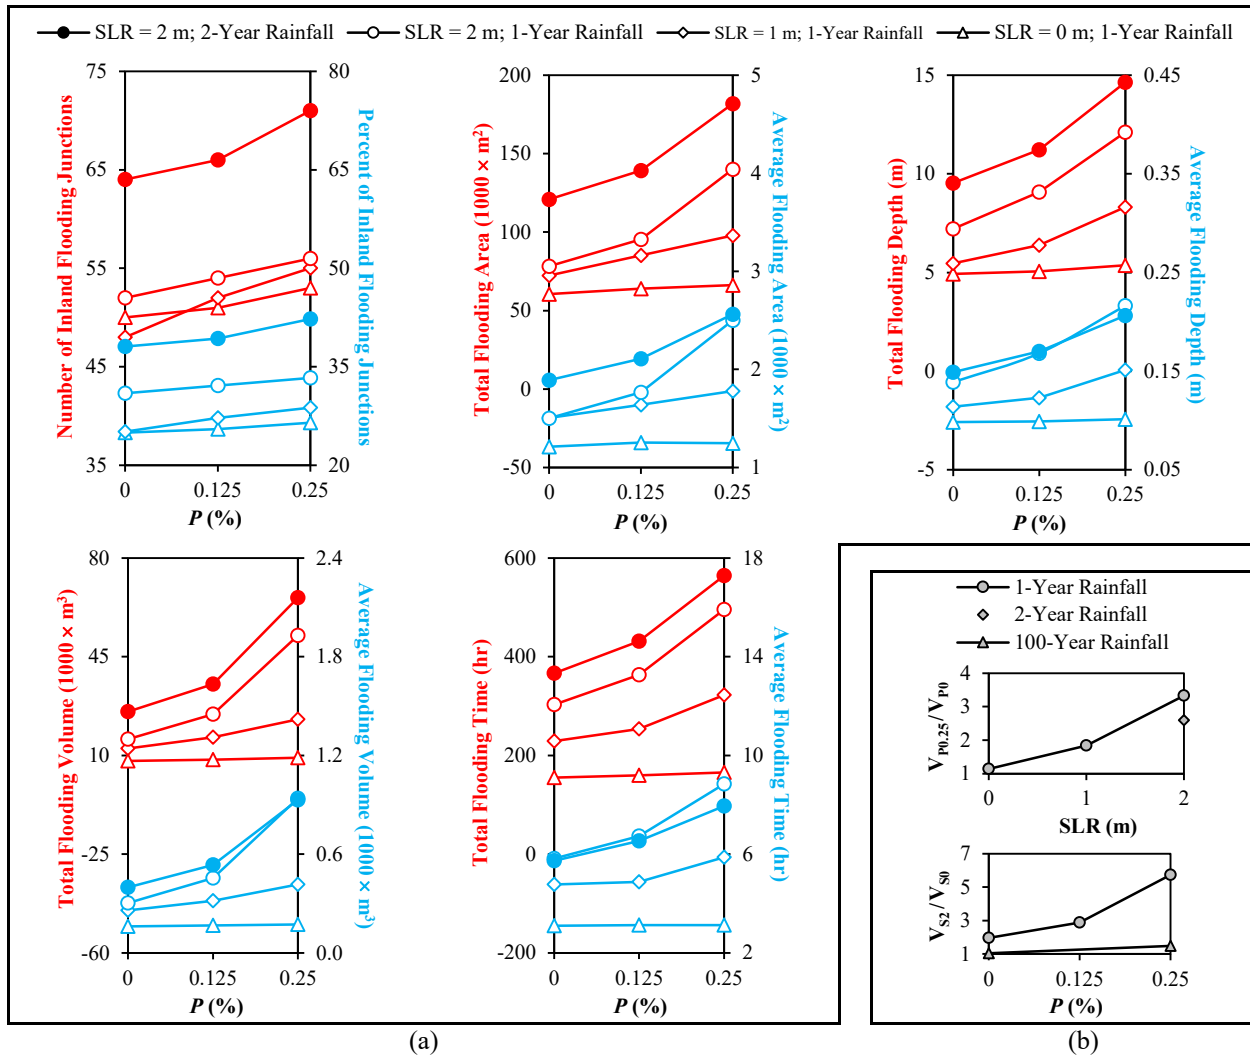 SLR = 2 m; 2-Year Rainfall
SLR = 2 m; 1-Year Rainfall
SLR = 1 m; 1-Year Rainfall
SLR = 0 m; 1-Year Rainfall
Number of Inland Flooding Junctions
75
65
55
45
35
80
65
50
35
20
Percent of Inland Flooding Junctions
0 0.125 0.25
P (%)
Total Flooding Area (1000 × m²)
200
150
100
50
0
-50
5
4
3
2
1
Average Flooding Area (1000 × m²)
0 0.125 0.25
P (%)
Total Flooding Depth (m)
15
10
5
0
-5
0.45
0.35
0.25
0.15
0.05
Average Flooding Depth (m)
0 0.125 0.25
P (%)
Total Flooding Volume (1000 × m³)
80
45
10
-25
-60
2.4
1.8
1.2
0.6
0.0
Average Flooding Volume (1000 × m³)
0 0.125 0.25
P (%)
Total Flooding Time (hr)
600
400
200
0
-200
18
14
10
6
2
Average Flooding Time (hr)
0 0.125 0.25
P (%)
(a)
1-Year Rainfall
2-Year Rainfall
100-Year Rainfall
V_P0.25 / V_P0
4
3
2
1
0 1 2
SLR (m)
V_S2 / V_S0
7
5
3
1
0 0.125 0.25
P (%)
(b)